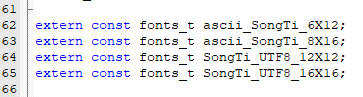 61
62 extern const fonts_t ascii_SongTi_6X12;
63 extern const fonts_t ascii_SongTi_8X16;
64 extern const fonts_t SongTi_UTF8_12X12;
65 extern const fonts_t SongTi_UTF8_16X16;
66